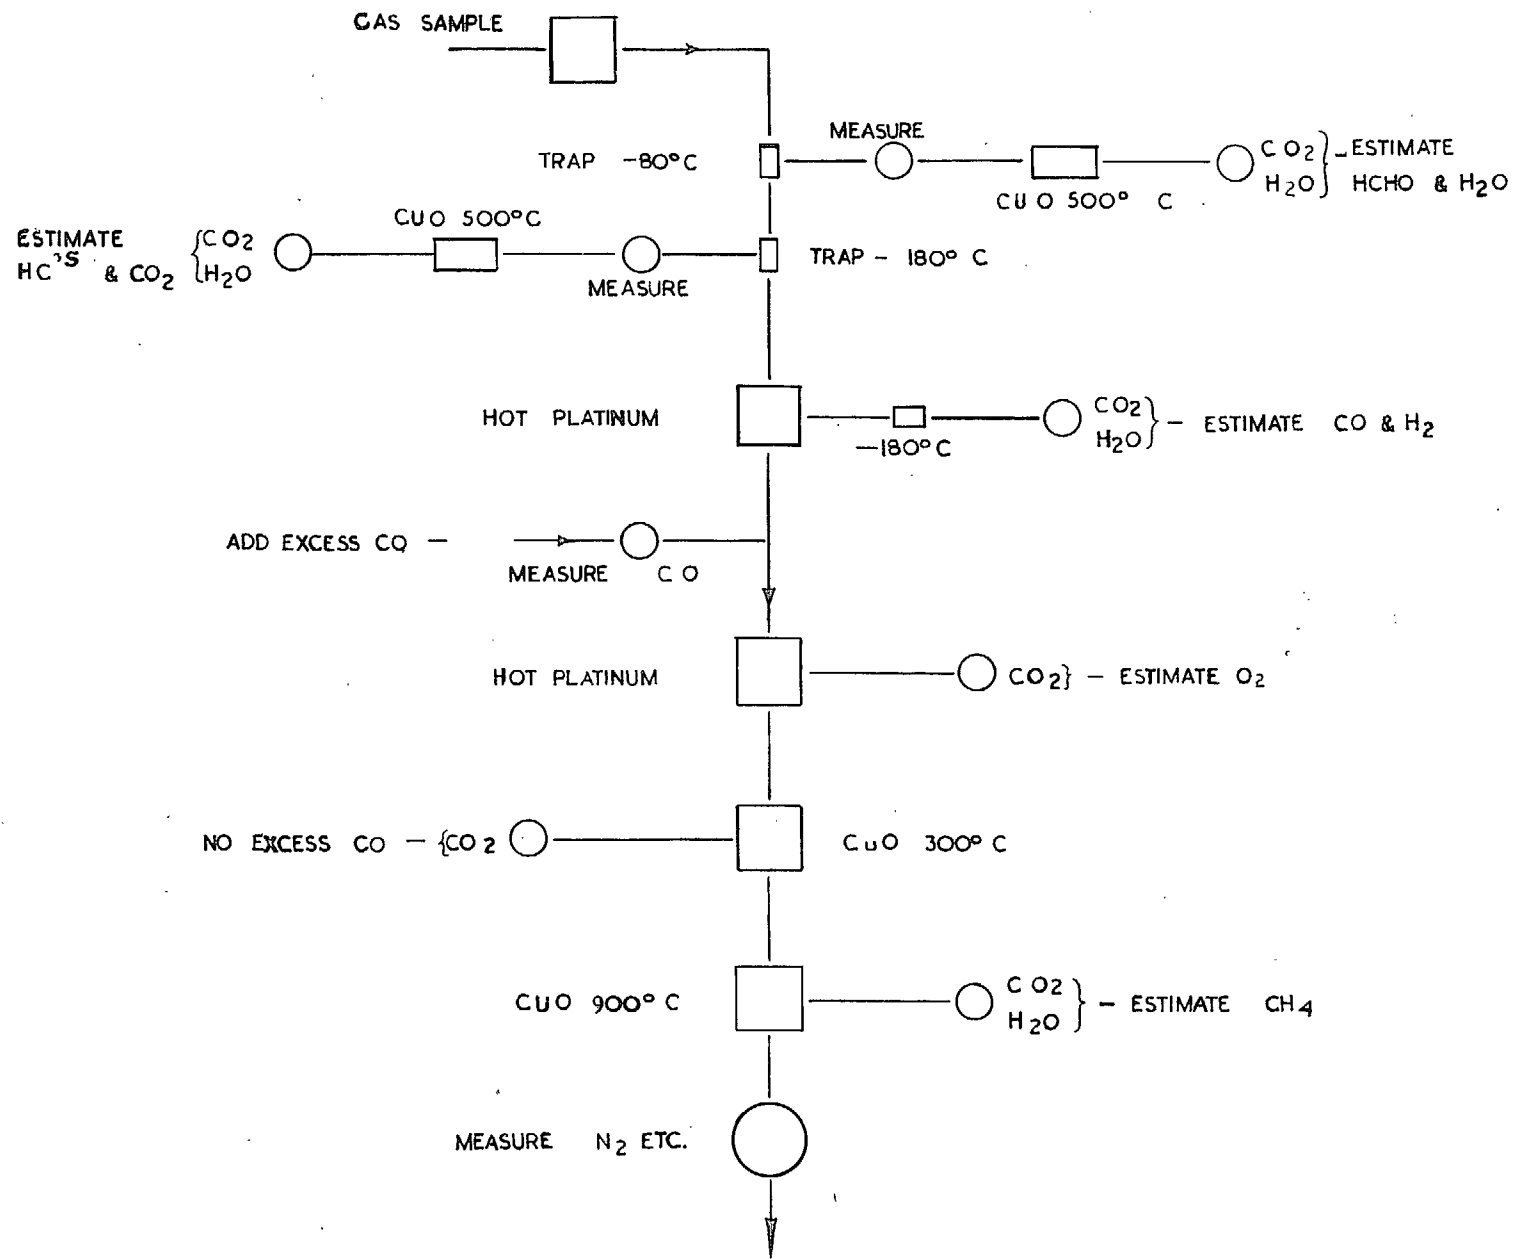 GAS SAMPLE
MEASURE
TRAP -80°C
CO2
H2O
} - ESTIMATE
HCHO & H2O
CUO 500° C
CUO 500°C
ESTIMATE
HC'S & CO2
{CO2
H2O
MEASURE
TRAP - 180° C
HOT PLATINUM
-180°C
CO2
H2O
} - ESTIMATE CO & H2
ADD EXCESS CO -
MEASURE CO
HOT PLATINUM
CO2} - ESTIMATE O2
NO EXCESS CO - {CO2
CuO 300° C
CUO 900° C
CO2
H2O
} - ESTIMATE CH4
MEASURE N2 ETC.